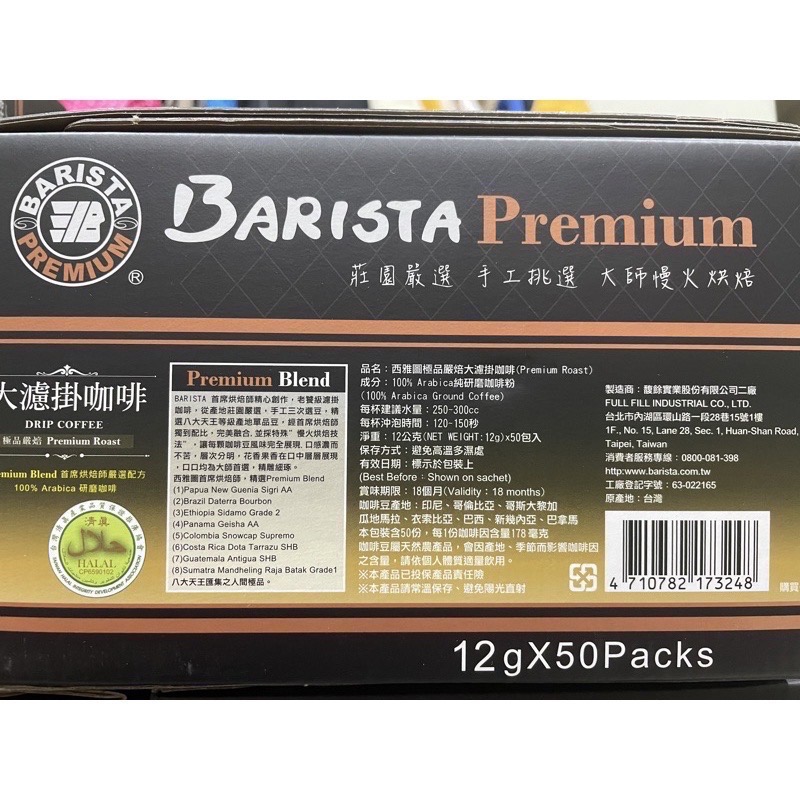 BARISTA
PREMIUM
®
BARISTA Premium
莊園嚴選 手工挑選 大師慢火烘焙
大濾掛咖啡
DRIP COFFEE
極品嚴焙 Premium Roast
emium Blend 首席烘焙師嚴選配方
100% Arabica 研磨咖啡
清真
HALAL
CP6590102
Premium Blend
BARISTA 首席烘焙師精心創作，老饕級濾掛
咖啡，從產地莊園嚴選，手工三次選豆，精
選八大天王等級產地單品豆，經首席烘焙師
獨到配比，完美融合，並採特殊"慢火烘焙技
法"，讓每顆咖啡豆風味完全展現，口感濃而
不苦，層次分明，花香果香在口中層層展現
，口口均為大師首選，精雕細琢。
西雅圖首席烘焙師，精選Premium Blend
(1)Papua New Guenia Sigri AA
(2)Brazil Daterra Bourbon
(3)Ethiopia Sidamo Grade 2
(4)Panama Geisha AA
(5)Colombia Snowcap Supremo
(6)Costa Rica Dota Tarrazu SHB
(7)Guatemala Antigua SHB
(8)Sumatra Mandheling Raja Batak Grade1
八大天王匯集之人間極品。
品名：西雅圖極品嚴焙大濾掛咖啡(Premium Roast)
成分：100% Arabica純研磨咖啡粉
(100% Arabica Ground Coffee)
每杯建議水量：250-300cc
每杯沖泡時間：120-150秒
淨重：12公克(NET WEIGHT:12g)x50包入
保存方式：避免高溫多濕處
有效日期：標示於包裝上
(Best Before：Shown on sachet)
賞味期限：18個月(Validity：18 months)
咖啡豆產地：印尼、哥倫比亞、哥斯大黎加
瓜地馬拉、衣索比亞、巴西、新幾內亞、巴拿馬
本包裝含50份，每1份咖啡因含量178毫克
咖啡豆屬天然農產品，會因產地、季節而影響咖啡因
之含量，請依個人體質適量飲用。
※本產品已投保產品責任險
※本產品請常溫保存、避免陽光直射
製造商：馥餘實業股份有限公司二廠
FULL FILL INDUSTRIAL CO., LTD.
台北市內湖區環山路一段28巷15號1樓
1F., No. 15, Lane 28, Sec. 1, Huan-Shan Road,
Taipei, Taiwan
消費者服務專線：0800-081-398
http://www.barista.com.tw
工廠登記字號：63-022165
原產地：台灣
4 710782 173248
購買
12gX50Packs